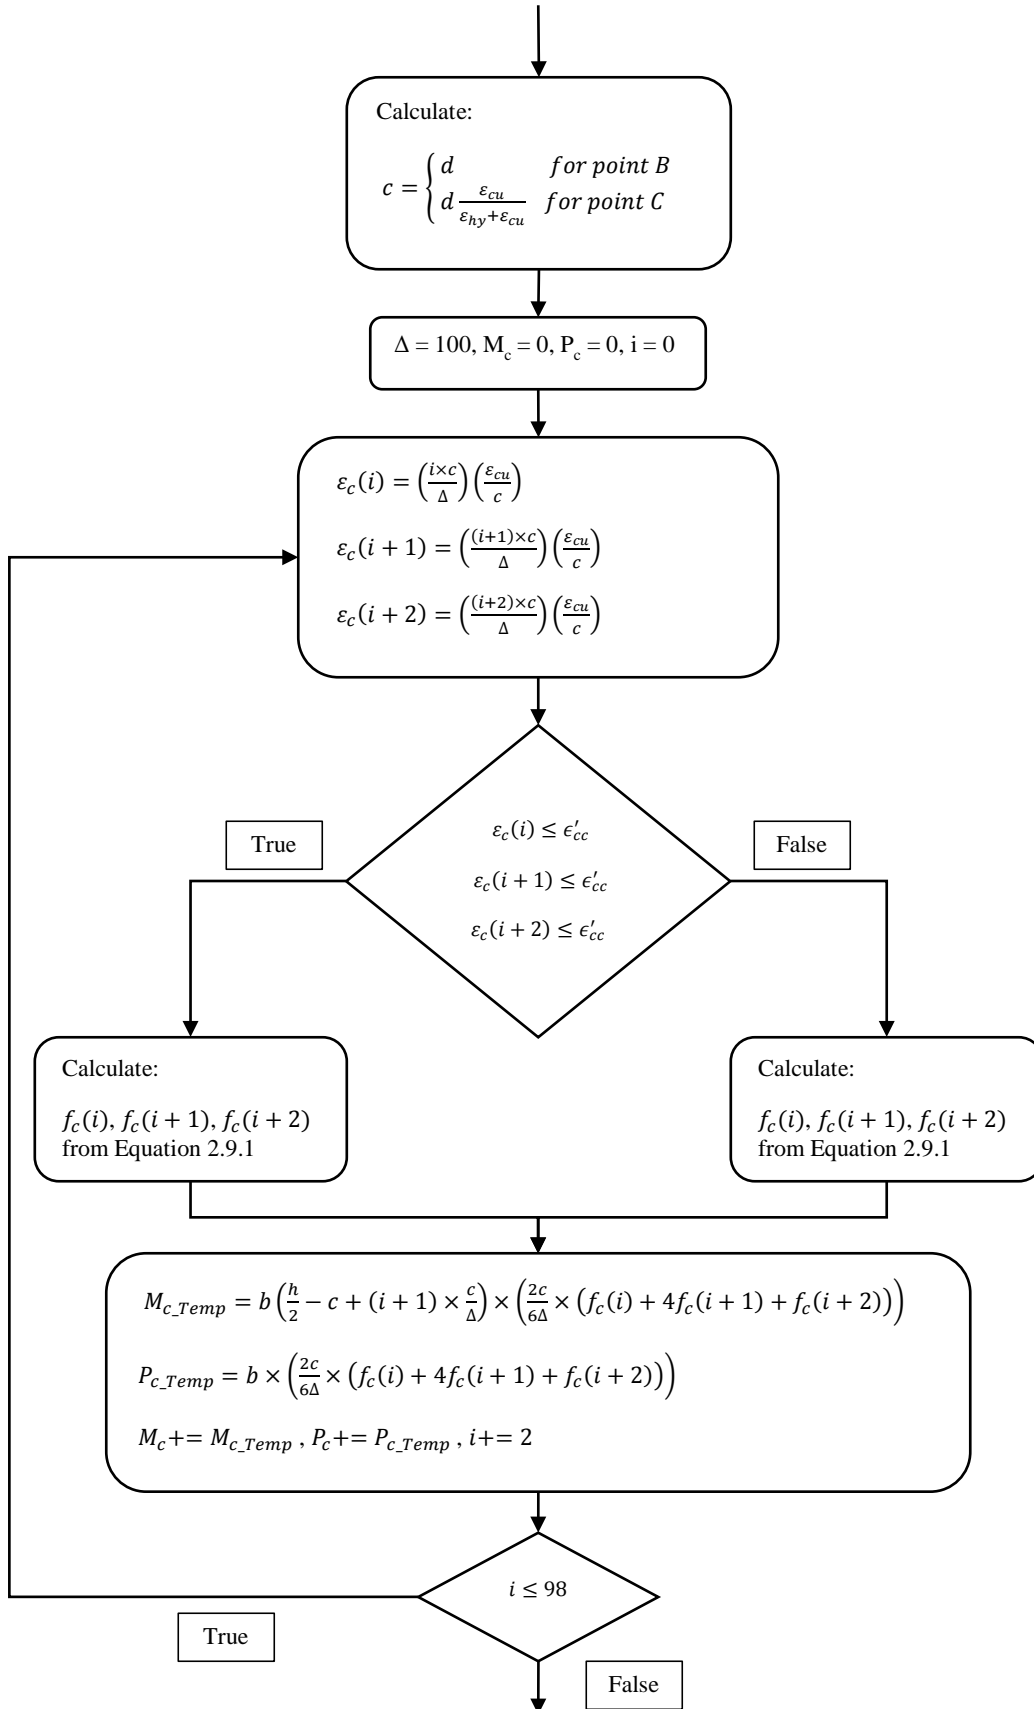 Calculate:
c = { d for point B
d ε_cu/(ε_hy+ε_cu) for point C
Δ = 100, M_c = 0, P_c = 0, i = 0
ε_c(i) = (i×c/Δ)(ε_cu/c)
ε_c(i + 1) = ((i+1)×c/Δ)(ε_cu/c)
ε_c(i + 2) = ((i+2)×c/Δ)(ε_cu/c)
ε_c(i) ≤ ϵ′_cc
ε_c(i + 1) ≤ ϵ′_cc
ε_c(i + 2) ≤ ϵ′_cc
True
False
Calculate:
f_c(i), f_c(i + 1), f_c(i + 2)
from Equation 2.9.1
Calculate:
f_c(i), f_c(i + 1), f_c(i + 2)
from Equation 2.9.1
M_c_Temp = b(h/2 − c + (i + 1) × c/Δ) × (2c/6Δ × (f_c(i) + 4f_c(i + 1) + f_c(i + 2)))
P_c_Temp = b × (2c/6Δ × (f_c(i) + 4f_c(i + 1) + f_c(i + 2)))
M_c += M_c_Temp , P_c += P_c_Temp , i += 2
i ≤ 98
True
False